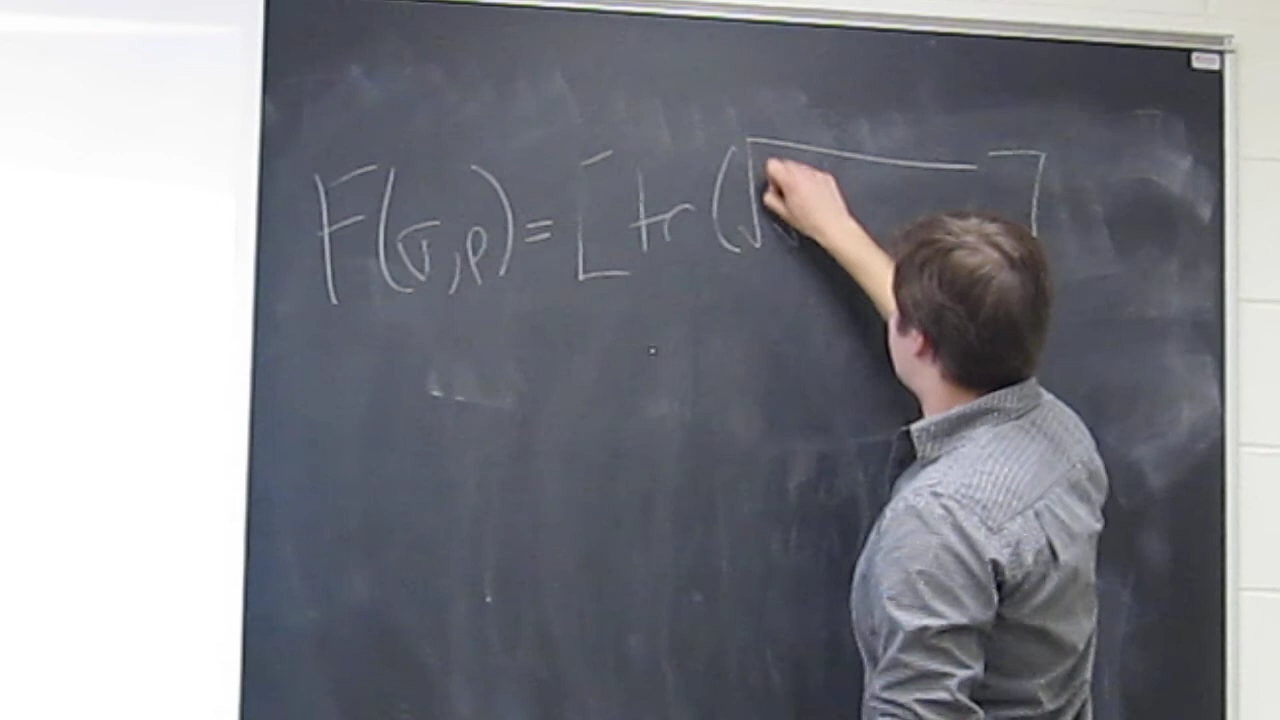 F(σ,ρ) = [tr(√ ]